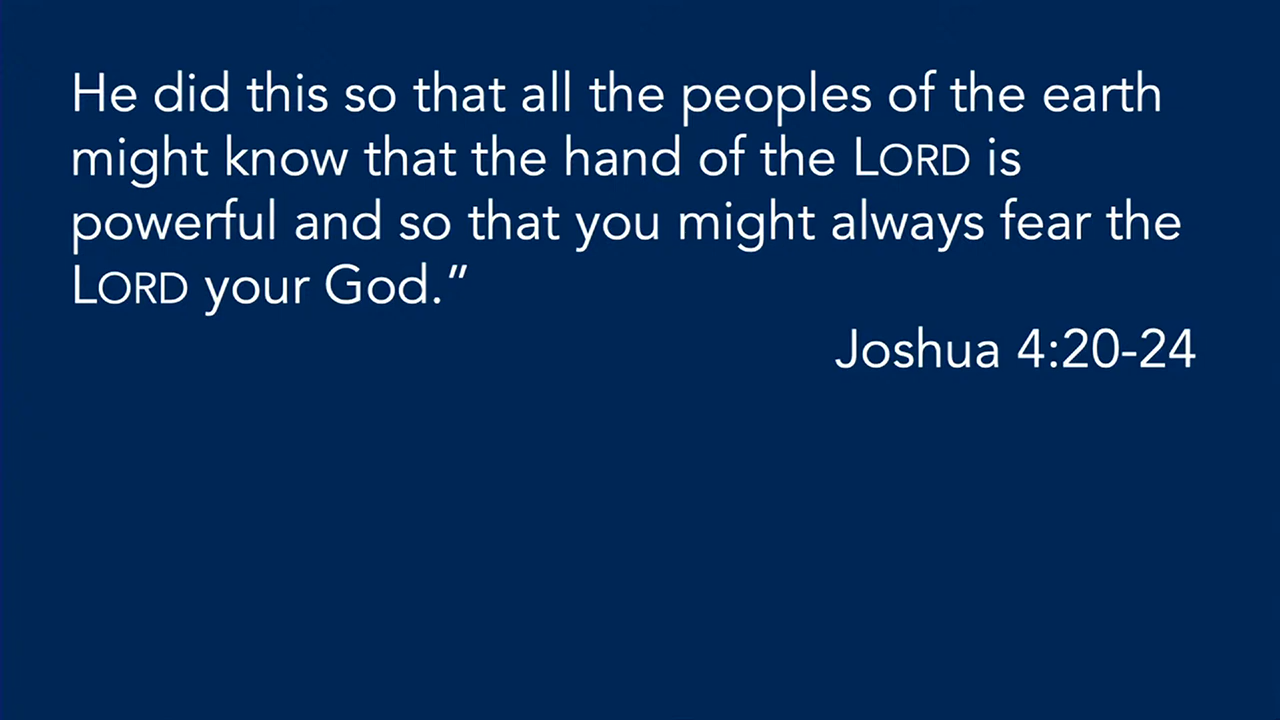 He did this so that all the peoples of the earth
might know that the hand of the LORD is
powerful and so that you might always fear the
LORD your God.”
Joshua 4:20-24